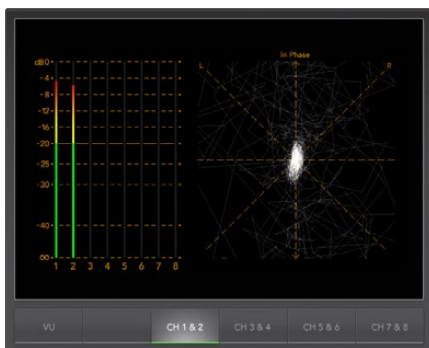 In Phase
dB 0
L
R
-4
-8
-12
-16
-20
-25
-30
-40
-∞
1 2 3 4 5 6 7 8
VU
CH 1 & 2
CH 3 & 4
CH 5 & 6
CH 7 & 8